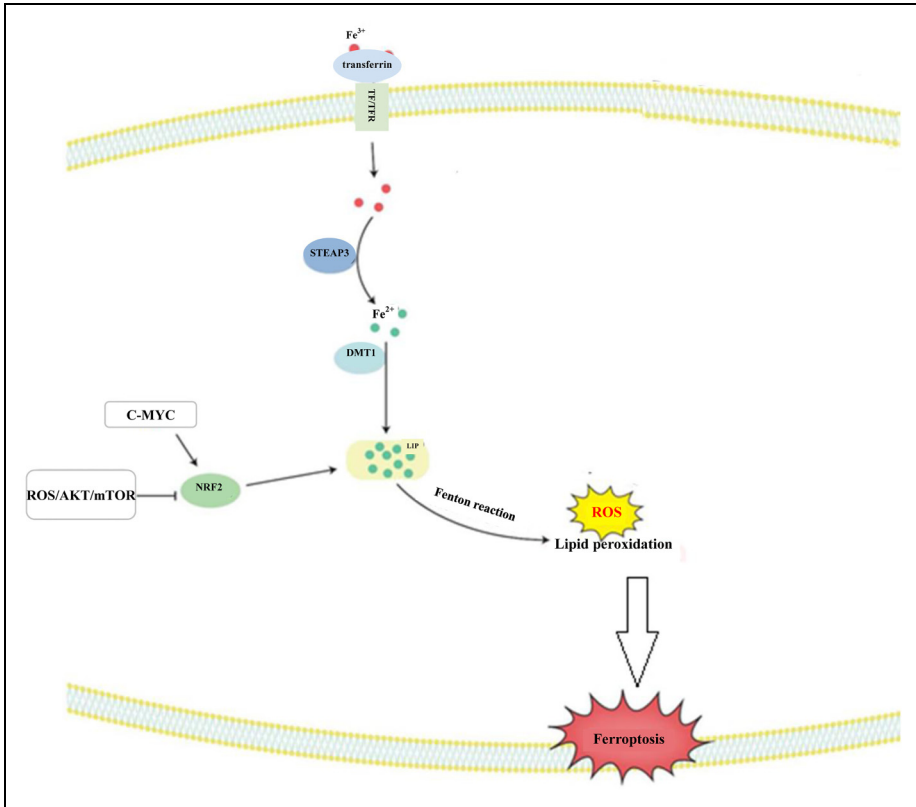 Fe3+
transferrin
TF/TFR
STEAP3
Fe2+
DMT1
C-MYC
LIP
ROS/AKT/mTOR
NRF2
Fenton reaction
ROS
Lipid peroxidation
Ferroptosis